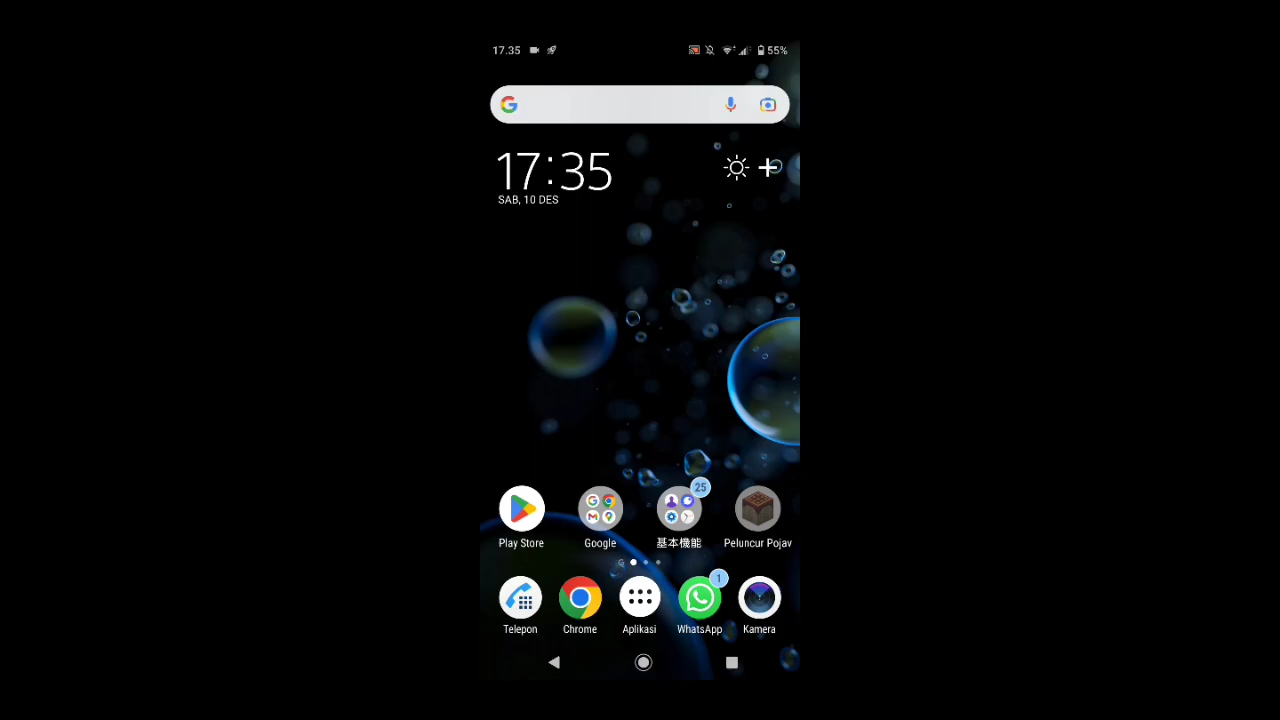 17.35 55%
17:35
SAB, 10 DES
25
Play Store Google 基本機能 Peluncur Pojav
1
Telepon Chrome Aplikasi WhatsApp Kamera